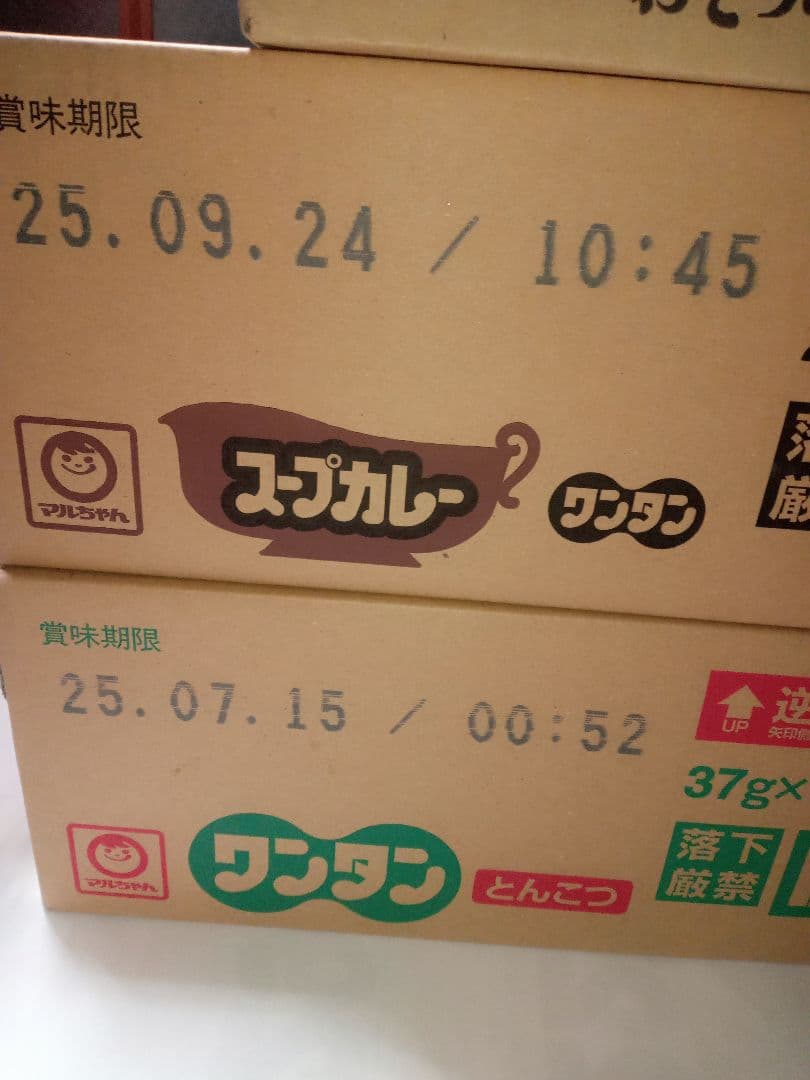 賞味期限
25.09.24 / 10:45
マルちゃん
スープカレー
ワンタン
賞味期限
25.07.15 / 00:52
UP
37g×
マルちゃん
ワンタン
とんこつ
落下
厳禁